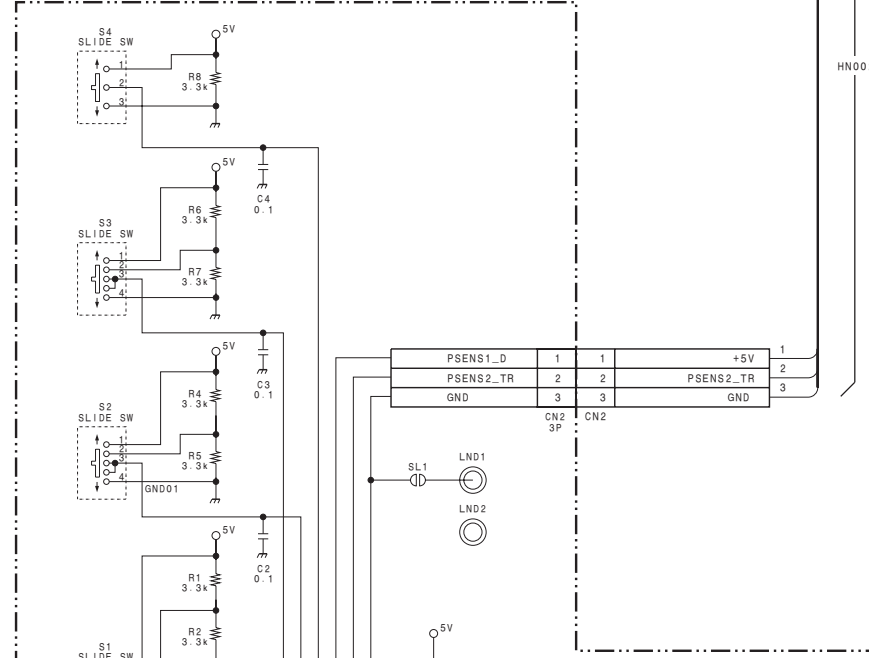 S4
SLIDE SW
1
2
3
5V
R8
3.3k
HN00
C4
0.1
5V
S3
SLIDE SW
1
2
3
4
R6
3.3k
R7
3.3k
C3
0.1
5V
S2
SLIDE SW
1
2
3
4
GND01
R4
3.3k
R5
3.3k
PSENS1_D 1 1 +5V 1
PSENS2_TR 2 2 PSENS2_TR 2
GND 3 3 GND 3
CN2 CN2
3P
SL1
LND1
LND2
C2
0.1
5V
R1
3.3k
R2
3.3k
S1
SLIDE SW
5V